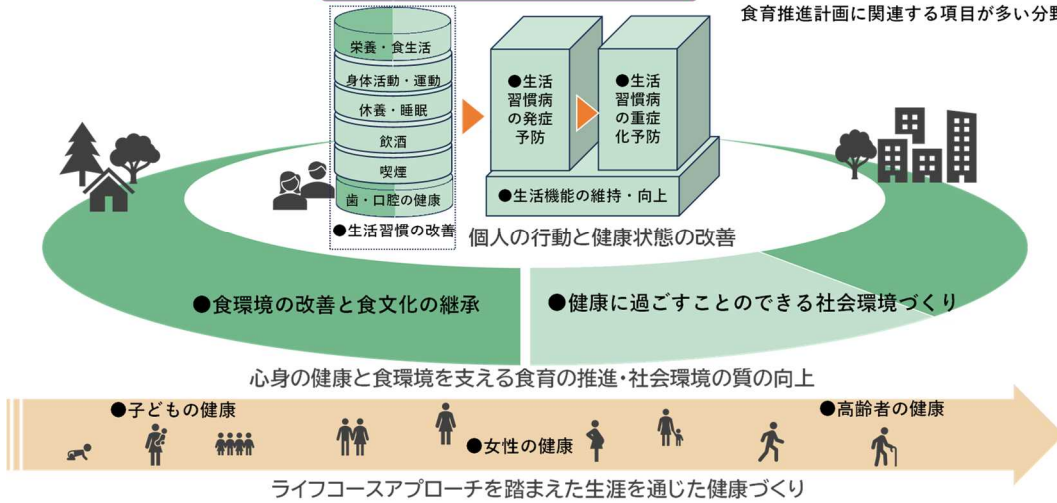 食育推進計画に関連する項目が多い分野
栄養・食生活
身体活動・運動
休養・睡眠
飲酒
喫煙
歯・口腔の健康
●生活習慣の改善
●生活
習慣病
の発症
予防
●生活
習慣病
の重症
化予防
●生活機能の維持・向上
個人の行動と健康状態の改善
●食環境の改善と食文化の継承
●健康に過ごすことのできる社会環境づくり
心身の健康と食環境を支える食育の推進・社会環境の質の向上
●子どもの健康
●女性の健康
●高齢者の健康
ライフコースアプローチを踏まえた生涯を通じた健康づくり